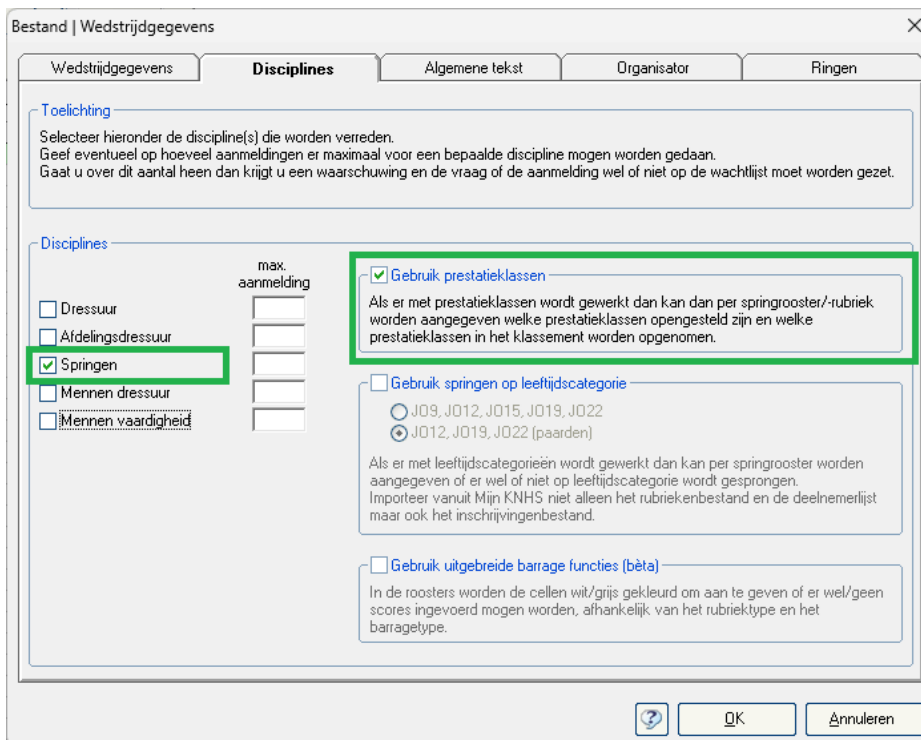 Bestand | Wedstrijdgegevens
Wedstrijdgegevens
Disciplines
Algemene tekst
Organisator
Ringen
Toelichting
Selecteer hieronder de discipline(s) die worden verreden.
Geef eventueel op hoeveel aanmeldingen er maximaal voor een bepaalde discipline mogen worden gedaan.
Gaat u over dit aantal heen dan krijgt u een waarschuwing en de vraag of de aanmelding wel of niet op de wachtlijst moet worden gezet.
Disciplines
max.
aanmelding
Dressuur
Afdelingsdressuur
Springen
Mennen dressuur
Mennen vaardigheid
Gebruik prestatieklassen
Als er met prestatieklassen wordt gewerkt dan kan dan per springrooster/-rubriek
worden aangegeven welke prestatieklassen opengesteld zijn en welke
prestatieklassen in het klassement worden opgenomen.
Gebruik springen op leeftijdscategorie
J09, J012, J015, J019, J022
J012, J019, J022 (paarden)
Als er met leeftijdscategorieën wordt gewerkt dan kan per springrooster worden
aangegeven of er wel of niet op leeftijdscategorie wordt gesprongen.
Importeer vanuit Mijn KNHS niet alleen het rubriekenbestand en de deelnemerlijst
maar ook het inschrijvingenbestand.
Gebruik uitgebreide barrage functies (bèta)
In de roosters worden de cellen wit/grijs gekleurd om aan te geven of er wel/geen
scores ingevoerd mogen worden, afhankelijk van het rubriektype en het
barragetype.
?
OK
Annuleren